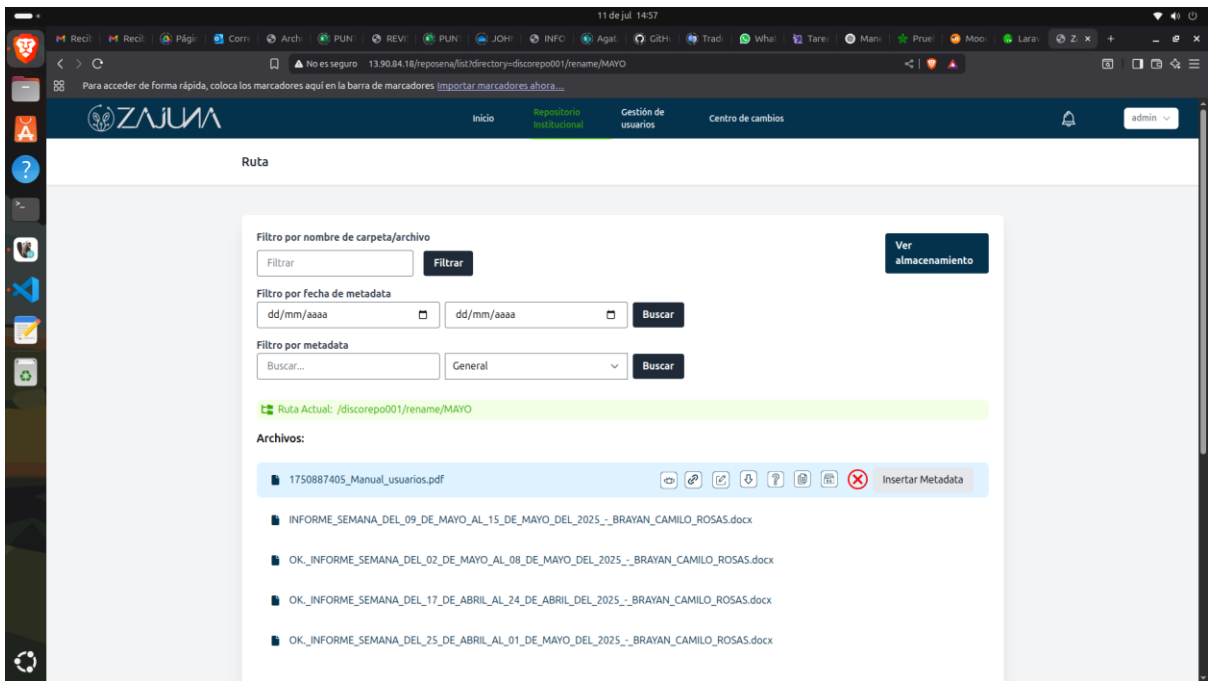 11 de jul 14:57
No es seguro 13.90.84.18/reposena/list?directory=discorepo001/rename/MAYO
Para acceder de forma rápida, coloca los marcadores aquí en la barra de marcadores Importar marcadores ahora...
ZAJUNA
Inicio
Repositorio
Institucional
Gestión de
usuarios
Centro de cambios
admin
Ruta
Filtro por nombre de carpeta/archivo
Filtrar Filtrar
Ver
almacenamiento
Filtro por fecha de metadata
dd/mm/aaaa dd/mm/aaaa Buscar
Filtro por metadata
Buscar... General Buscar
Ruta Actual: /discorepo001/rename/MAYO
Archivos:
1750887405_Manual_usuarios.pdf Insertar Metadata
INFORME_SEMANA_DEL_09_DE_MAYO_AL_15_DE_MAYO_DEL_2025_-_BRAYAN_CAMILO_ROSAS.docx
OK._INFORME_SEMANA_DEL_02_DE_MAYO_AL_08_DE_MAYO_DEL_2025_-_BRAYAN_CAMILO_ROSAS.docx
OK._INFORME_SEMANA_DEL_17_DE_ABRIL_AL_24_DE_ABRIL_DEL_2025_-_BRAYAN_CAMILO_ROSAS.docx
OK._INFORME_SEMANA_DEL_25_DE_ABRIL_AL_01_DE_MAYO_DEL_2025_-_BRAYAN_CAMILO_ROSAS.docx